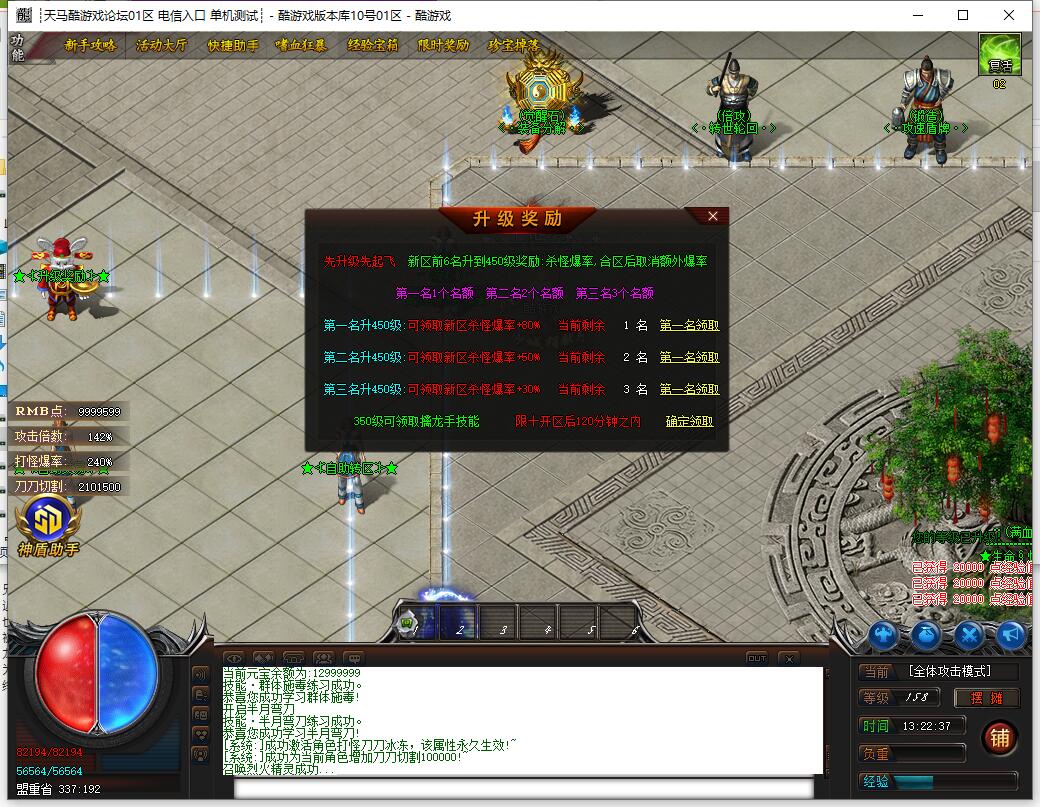 天马酷游戏论坛01区 电信入口 单机测试 - 酷游戏版本库10号01区 - 酷游戏
功能 新手攻略 活动大厅 快捷助手 嗜血狂暴 经验宝箱 限时奖励 珍宝掉落
复活
02
(觉醒石)
装备分解
(倍攻)
转世轮回
(锻造)
攻速盾牌
升级奖励
先升级先起飞 新区前6名升到450级奖励:杀怪爆率,合区后取消额外爆率
第一名1个名额 第二名2个名额 第三名3个名额
★<升级奖励>★
第一名升450级:可领取新区杀怪爆率+80% 当前剩余 1 名 第一名领取
第二名升450级:可领取新区杀怪爆率+50% 当前剩余 2 名 第一名领取
第三名升450级:可领取新区杀怪爆率+30% 当前剩余 3 名 第一名领取
350级可领取擒龙手技能 限十开区后120分钟之内 确定领取
RMB点: 9999599
攻击倍数: 142%
打怪爆率: 240%
刀刀切割: 2101500
★<自助转区>★
神盾助手
(满血
★生命
已获得 20000 点经验值
已获得 20000 点经验值
已获得 20000 点经验值
1 2 3 4 5 6
OUT
当前元宝余额为:12999999
技能·群体施毒练习成功。
恭喜您成功学习群体施毒!
开启半月弯刀
技能·半月弯刀练习成功。
恭喜您成功学习半月弯刀!
[系统:]成功激活角色打怪刀刀冰冻, 该属性永久生效!~
[系统:]成功为当前角色增加刀刀切割100000!
召唤烈火精灵成功...
82194/82194
56564/56564
盟重省 337:192
当前 [全体攻击模式]
等级 158 摆摊
时间 13:22:37
铺
负重
经验